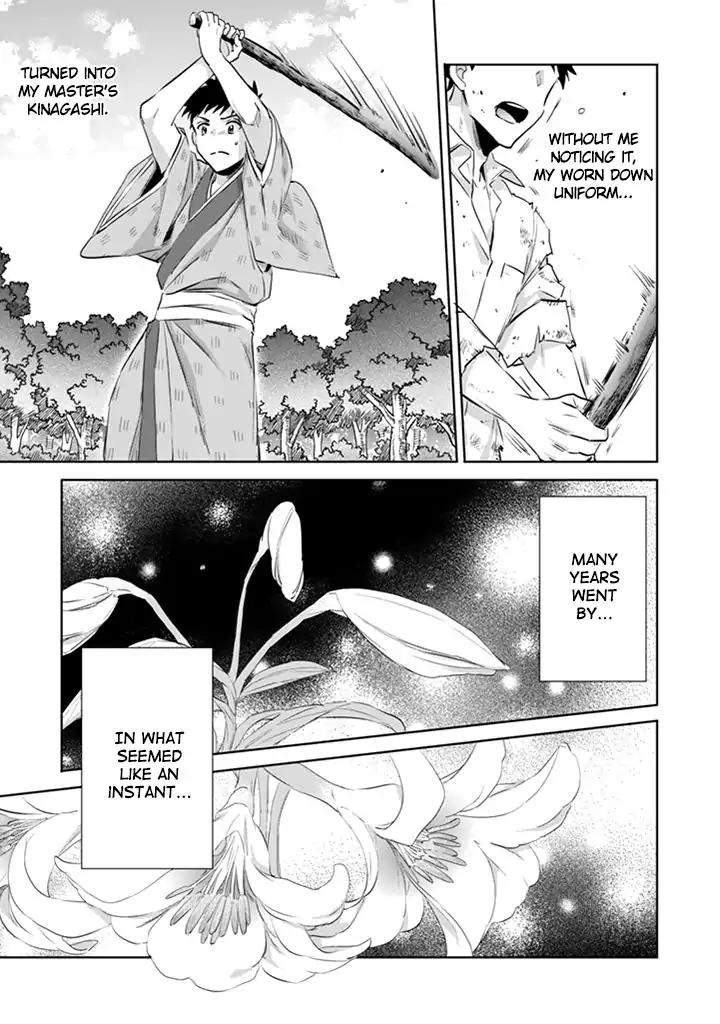 WITHOUT ME
NOTICING IT,
MY WORN DOWN
UNIFORM...
TURNED INTO
MY MASTER'S
KINAGASHI.
MANY
YEARS
WENT
BY...
IN WHAT
SEEMED
LIKE AN
INSTANT...